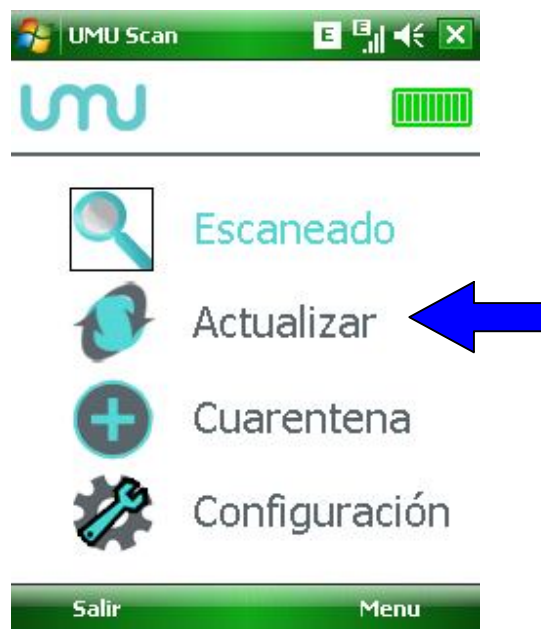 UMU Scan E E
umu
Escaneado
Actualizar
Cuarentena
Configuración
Salir Menu